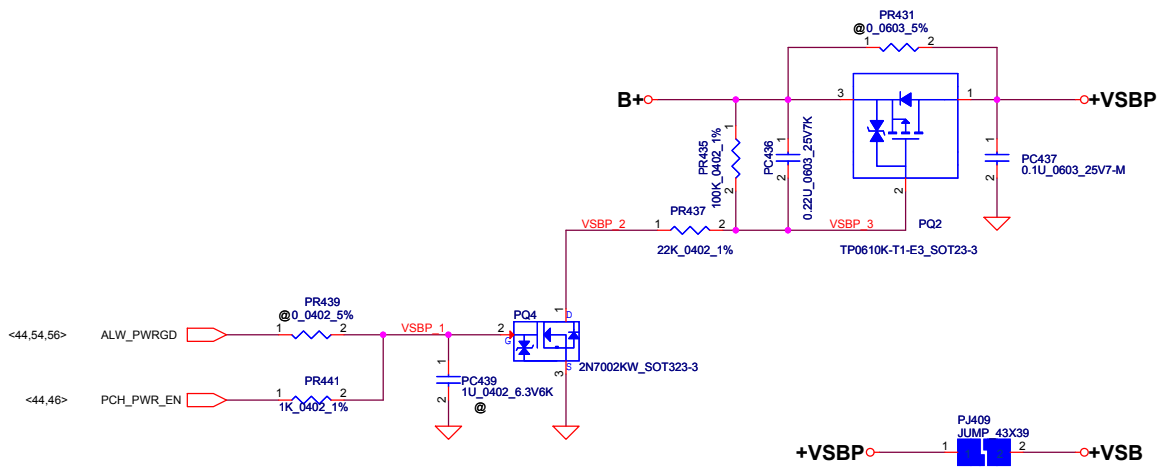 PR431
@0_0603_5%
1 2
B+
3 1
+VSBP
1
PR435
100K_0402_1%
2
1
PC436
0.22U_0603_25V7K
2
1
PC437
0.1U_0603_25V7-M
2
2
PQ2
TP0610K-T1-E3_SOT23-3
VSBP_2
PR437
1 2
22K_0402_1%
VSBP_3
<44,54,56> ALW_PWRGD
PR439
@0_0402_5%
1 2
VSBP_1
PQ4
1
D
2
G
S
3
2N7002KW_SOT323-3
<44,46> PCH_PWR_EN
PR441
1 2
1K_0402_1%
1
PC439
1U_0402_6.3V6K
2
@
PJ409
JUMP_43X39
+VSBP
1 1 2 2
+VSB